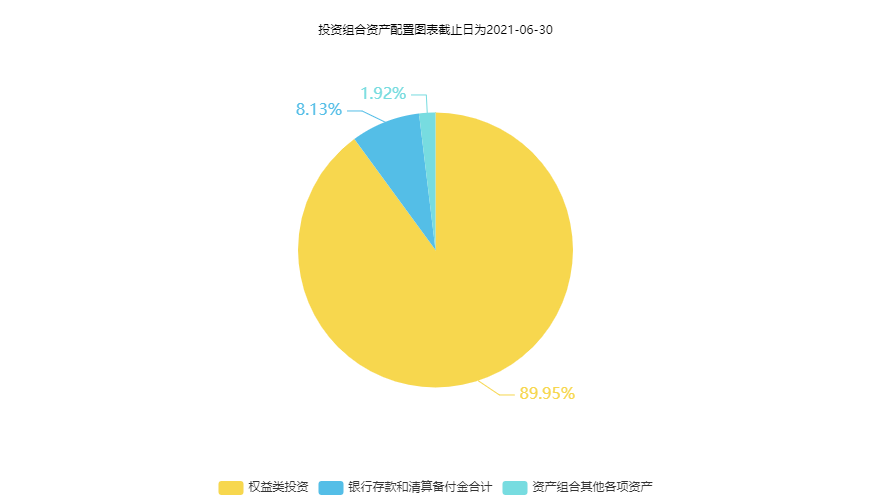 投资组合资产配置图表截止日为2021-06-30
1.92%
8.13%
89.95%
权益类投资 银行存款和清算备付金合计 资产组合其他各项资产